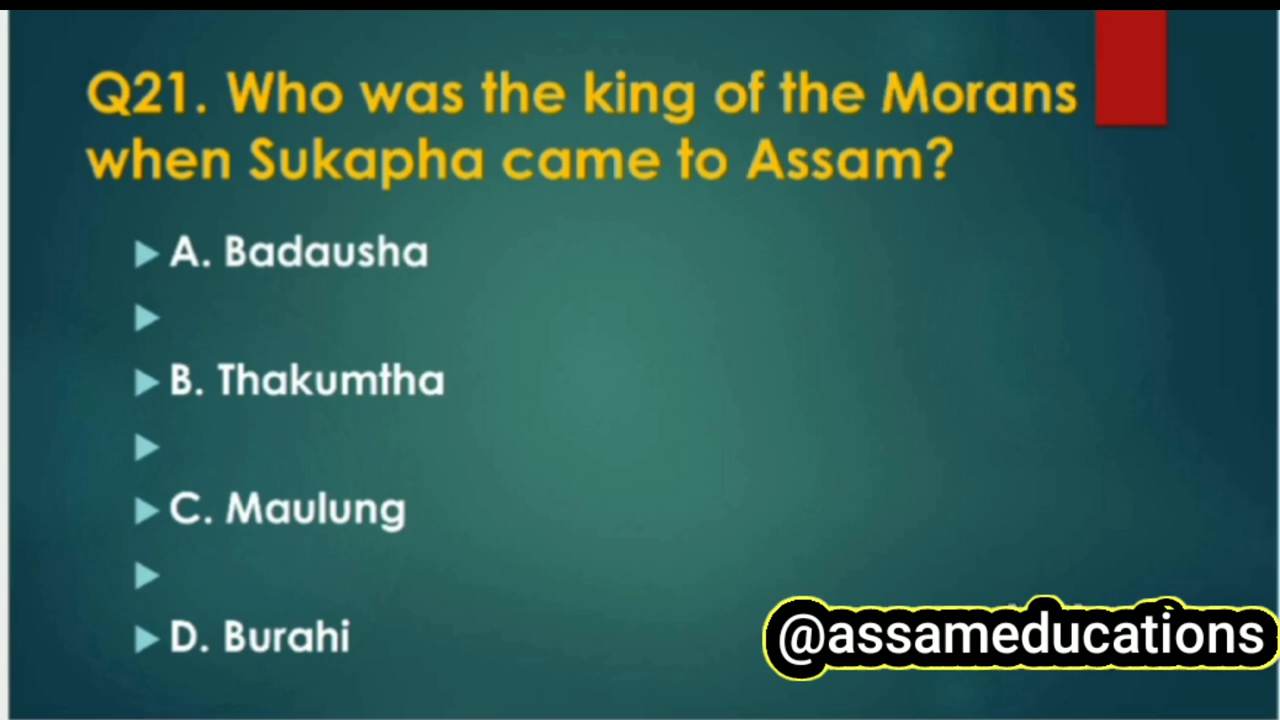 Q21. Who was the king of the Morans
when Sukapha came to Assam?
A. Badausha
B. Thakumtha
C. Maulung
D. Burahi
@assameducations